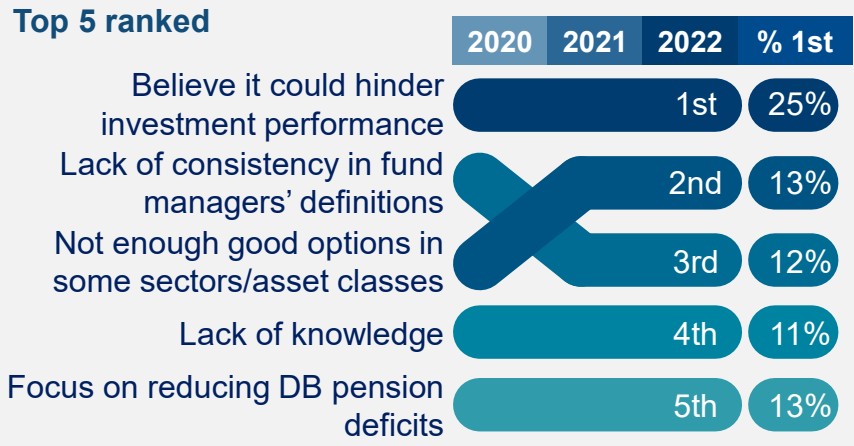 Top 5 ranked
2020 2021 2022 % 1st
Believe it could hinder
investment performance
1st 25%
Lack of consistency in fund
managers’ definitions
2nd 13%
Not enough good options in
some sectors/asset classes
3rd 12%
Lack of knowledge
4th 11%
Focus on reducing DB pension
deficits
5th 13%